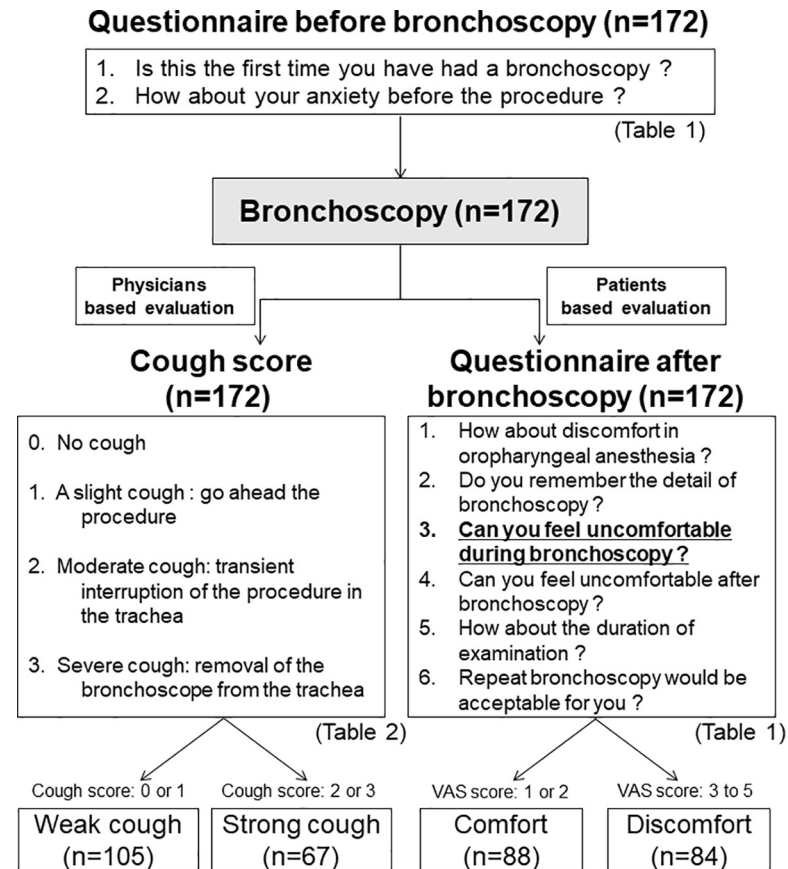 Questionnaire before bronchoscopy (n=172)
1. Is this the first time you have had a bronchoscopy ?
2. How about your anxiety before the procedure ?
(Table 1)
Bronchoscopy (n=172)
Physicians
based evaluation
Patients
based evaluation
Cough score
(n=172)
0. No cough
1. A slight cough : go ahead the
procedure
2. Moderate cough: transient
interruption of the procedure in
the trachea
3. Severe cough: removal of the
bronchoscope from the trachea
(Table 2)
Questionnaire after
bronchoscopy (n=172)
1. How about discomfort in
oropharyngeal anesthesia ?
2. Do you remember the detail of
bronchoscopy ?
3. Can you feel uncomfortable
during bronchoscopy ?
4. Can you feel uncomfortable after
bronchoscopy ?
5. How about the duration of
examination ?
6. Repeat bronchoscopy would be
acceptable for you ?
(Table 1)
Cough score: 0 or 1
Weak cough
(n=105)
Cough score: 2 or 3
Strong cough
(n=67)
VAS score: 1 or 2
Comfort
(n=88)
VAS score: 3 to 5
Discomfort
(n=84)